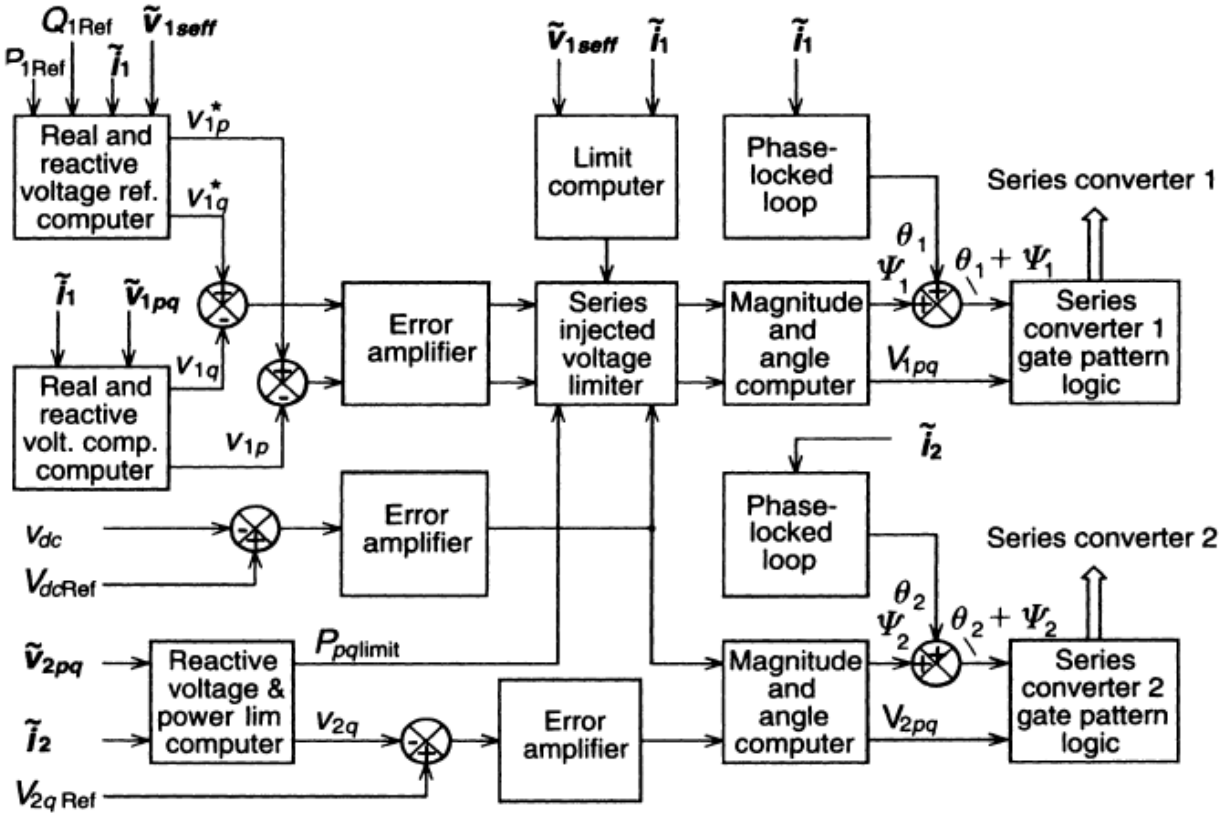 Q1Ref
ṽ1seff
P1Ref
ĩ1
Real and
reactive
voltage ref.
computer
v*1p
v*1q
ĩ1
ṽ1pq
Real and
reactive
volt. comp.
computer
v1q
v1p
+
-
+
-
Error
amplifier
ṽ1seff
ĩ1
Limit
computer
Series
injected
voltage
limiter
ĩ1
Phase-
locked
loop
Magnitude
and
angle
computer
θ1
Ψ1
+
+
θ1 + Ψ1
V1pq
Series converter 1
Series
converter 1
gate pattern
logic
vdc
VdcRef
-
+
Error
amplifier
ĩ2
Phase-
locked
loop
ṽ2pq
ĩ2
Reactive
voltage &
power lim
computer
Ppqlimit
v2q
V2q Ref
-
+
Error
amplifier
Magnitude
and
angle
computer
θ2
Ψ2
+
+
θ2 + Ψ2
V2pq
Series converter 2
Series
converter 2
gate pattern
logic